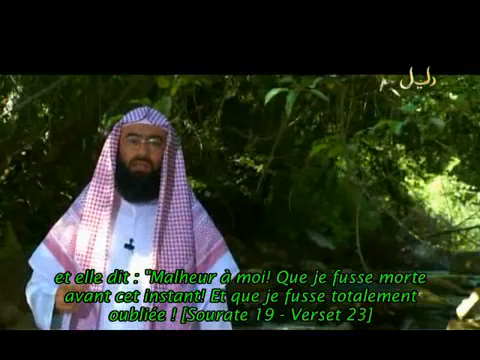 دليل
et elle dit : "Malheur à moi! Que je fusse morte
avant cet instant! Et que je fusse totalement
oubliée ! [Sourate 19 - Verset 23]